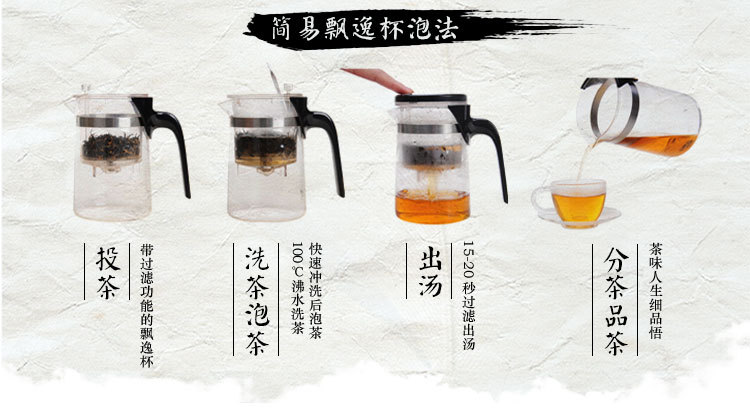 简易飘逸杯泡法
投茶
带过滤功能的飘逸杯
洗茶泡茶
快速冲洗后泡茶
100℃沸水洗茶
出汤
15-20秒过滤出汤
分茶品茶
茶味人生细品悟